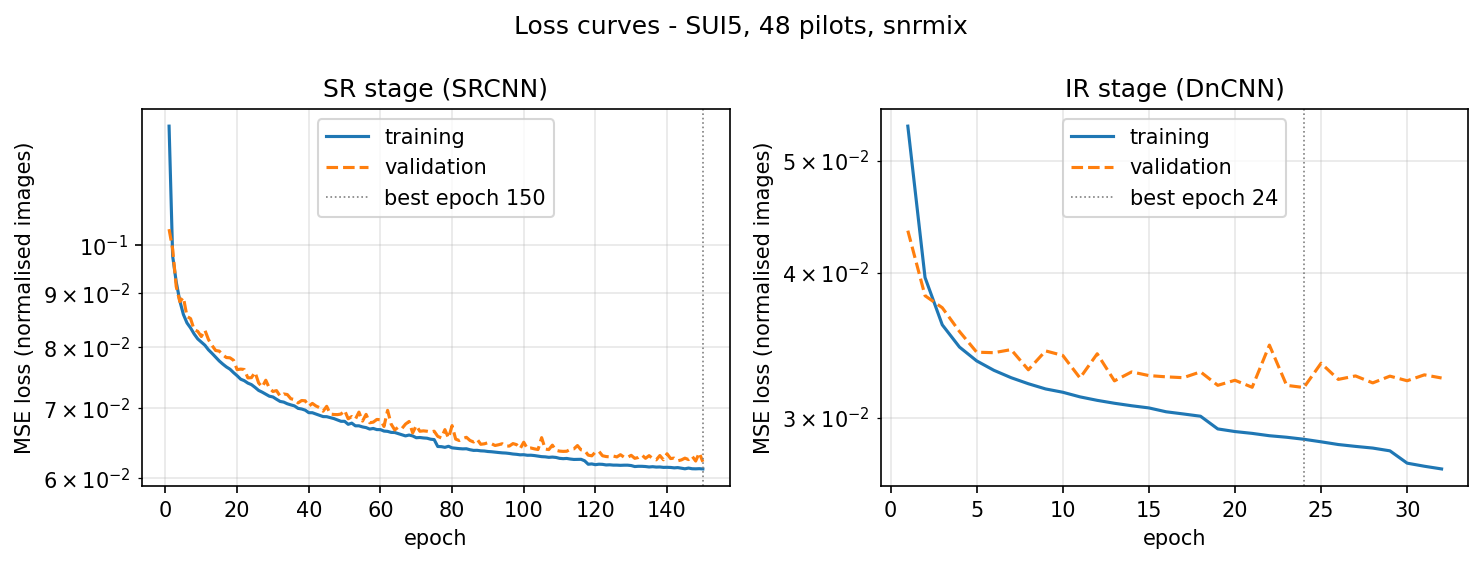 Loss curves - SUI5, 48 pilots, snrmix
SR stage (SRCNN)
MSE loss (normalised images)
10⁻¹
9 × 10⁻²
8 × 10⁻²
7 × 10⁻²
6 × 10⁻²
training
validation
best epoch 150
0 20 40 60 80 100 120 140
epoch
IR stage (DnCNN)
MSE loss (normalised images)
5 × 10⁻²
4 × 10⁻²
3 × 10⁻²
training
validation
best epoch 24
0 5 10 15 20 25 30
epoch